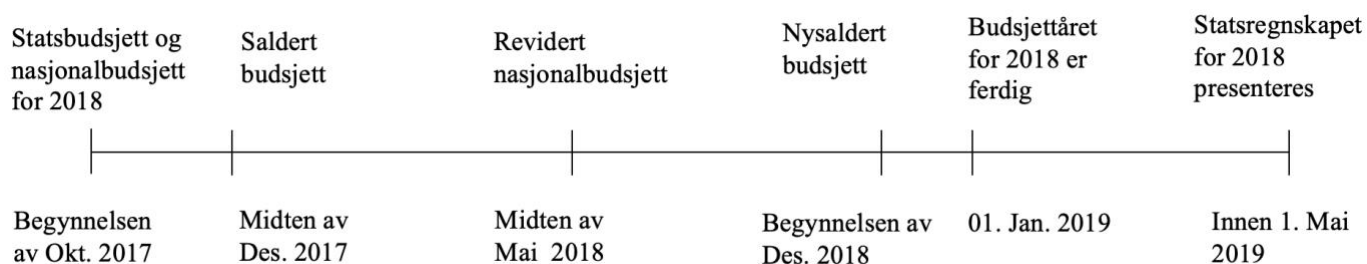 Statsbudsjett og
nasjonalbudsjett
for 2018
Saldert
budsjett
Revidert
nasjonalbudsjett
Nysaldert
budsjett
Budsjettåret
for 2018 er
ferdig
Statsregnskapet
for 2018
presenteres
Begynnelsen
av Okt. 2017
Midten av
Des. 2017
Midten av
Mai 2018
Begynnelsen av
Des. 2018
01. Jan. 2019
Innen 1. Mai
2019